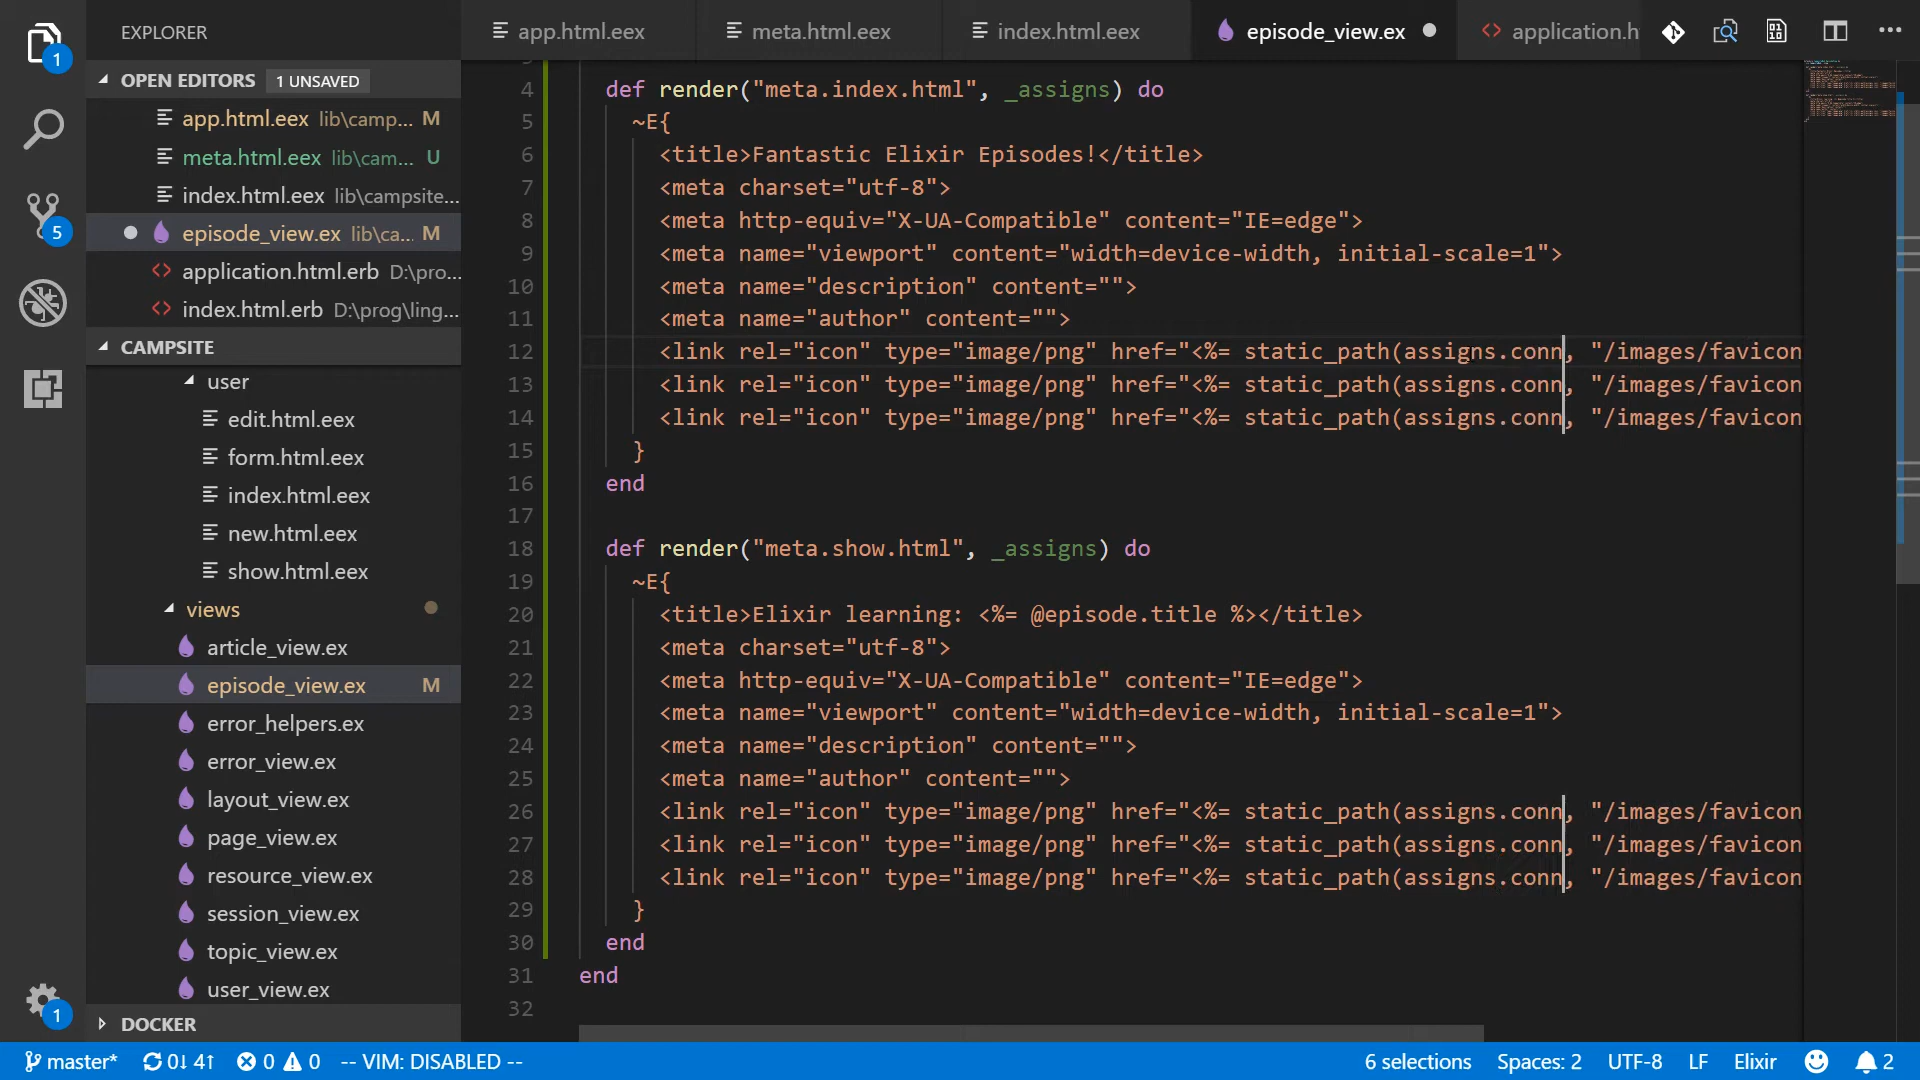 EXPLORER
app.html.eex
meta.html.eex
index.html.eex
episode_view.ex
application.h
1
OPEN EDITORS 1 UNSAVED
app.html.eex lib\camp... M
meta.html.eex lib\cam... U
index.html.eex lib\campsite...
5
episode_view.ex lib\ca... M
application.html.erb D:\pro...
index.html.erb D:\prog\ling...
CAMPSITE
user
edit.html.eex
form.html.eex
index.html.eex
new.html.eex
show.html.eex
views
article_view.ex
episode_view.ex M
error_helpers.ex
error_view.ex
layout_view.ex
page_view.ex
resource_view.ex
session_view.ex
topic_view.ex
user_view.ex
1
DOCKER
4 def render("meta.index.html", _assigns) do
5 ~E{
6 <title>Fantastic Elixir Episodes!</title>
7 <meta charset="utf-8">
8 <meta http-equiv="X-UA-Compatible" content="IE=edge">
9 <meta name="viewport" content="width=device-width, initial-scale=1">
10 <meta name="description" content="">
11 <meta name="author" content="">
12 <link rel="icon" type="image/png" href="<%= static_path(assigns.conn, "/images/favicon
13 <link rel="icon" type="image/png" href="<%= static_path(assigns.conn, "/images/favicon
14 <link rel="icon" type="image/png" href="<%= static_path(assigns.conn, "/images/favicon
15 }
16 end
17
18 def render("meta.show.html", _assigns) do
19 ~E{
20 <title>Elixir learning: <%= @episode.title %></title>
21 <meta charset="utf-8">
22 <meta http-equiv="X-UA-Compatible" content="IE=edge">
23 <meta name="viewport" content="width=device-width, initial-scale=1">
24 <meta name="description" content="">
25 <meta name="author" content="">
26 <link rel="icon" type="image/png" href="<%= static_path(assigns.conn, "/images/favicon
27 <link rel="icon" type="image/png" href="<%= static_path(assigns.conn, "/images/favicon
28 <link rel="icon" type="image/png" href="<%= static_path(assigns.conn, "/images/favicon
29 }
30 end
31 end
32
master* 0↓ 4↑ 0 0 -- VIM: DISABLED -- 6 selections Spaces: 2 UTF-8 LF Elixir 2